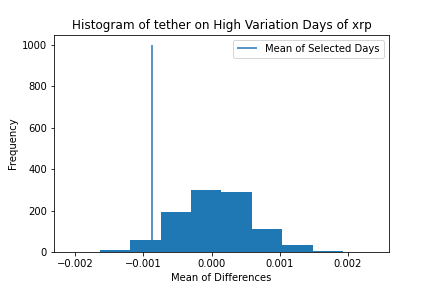 Histogram of tether on High Variation Days of xrp
Mean of Selected Days
Frequency
1000
800
600
400
200
0
−0.002 −0.001 0.000 0.001 0.002
Mean of Differences